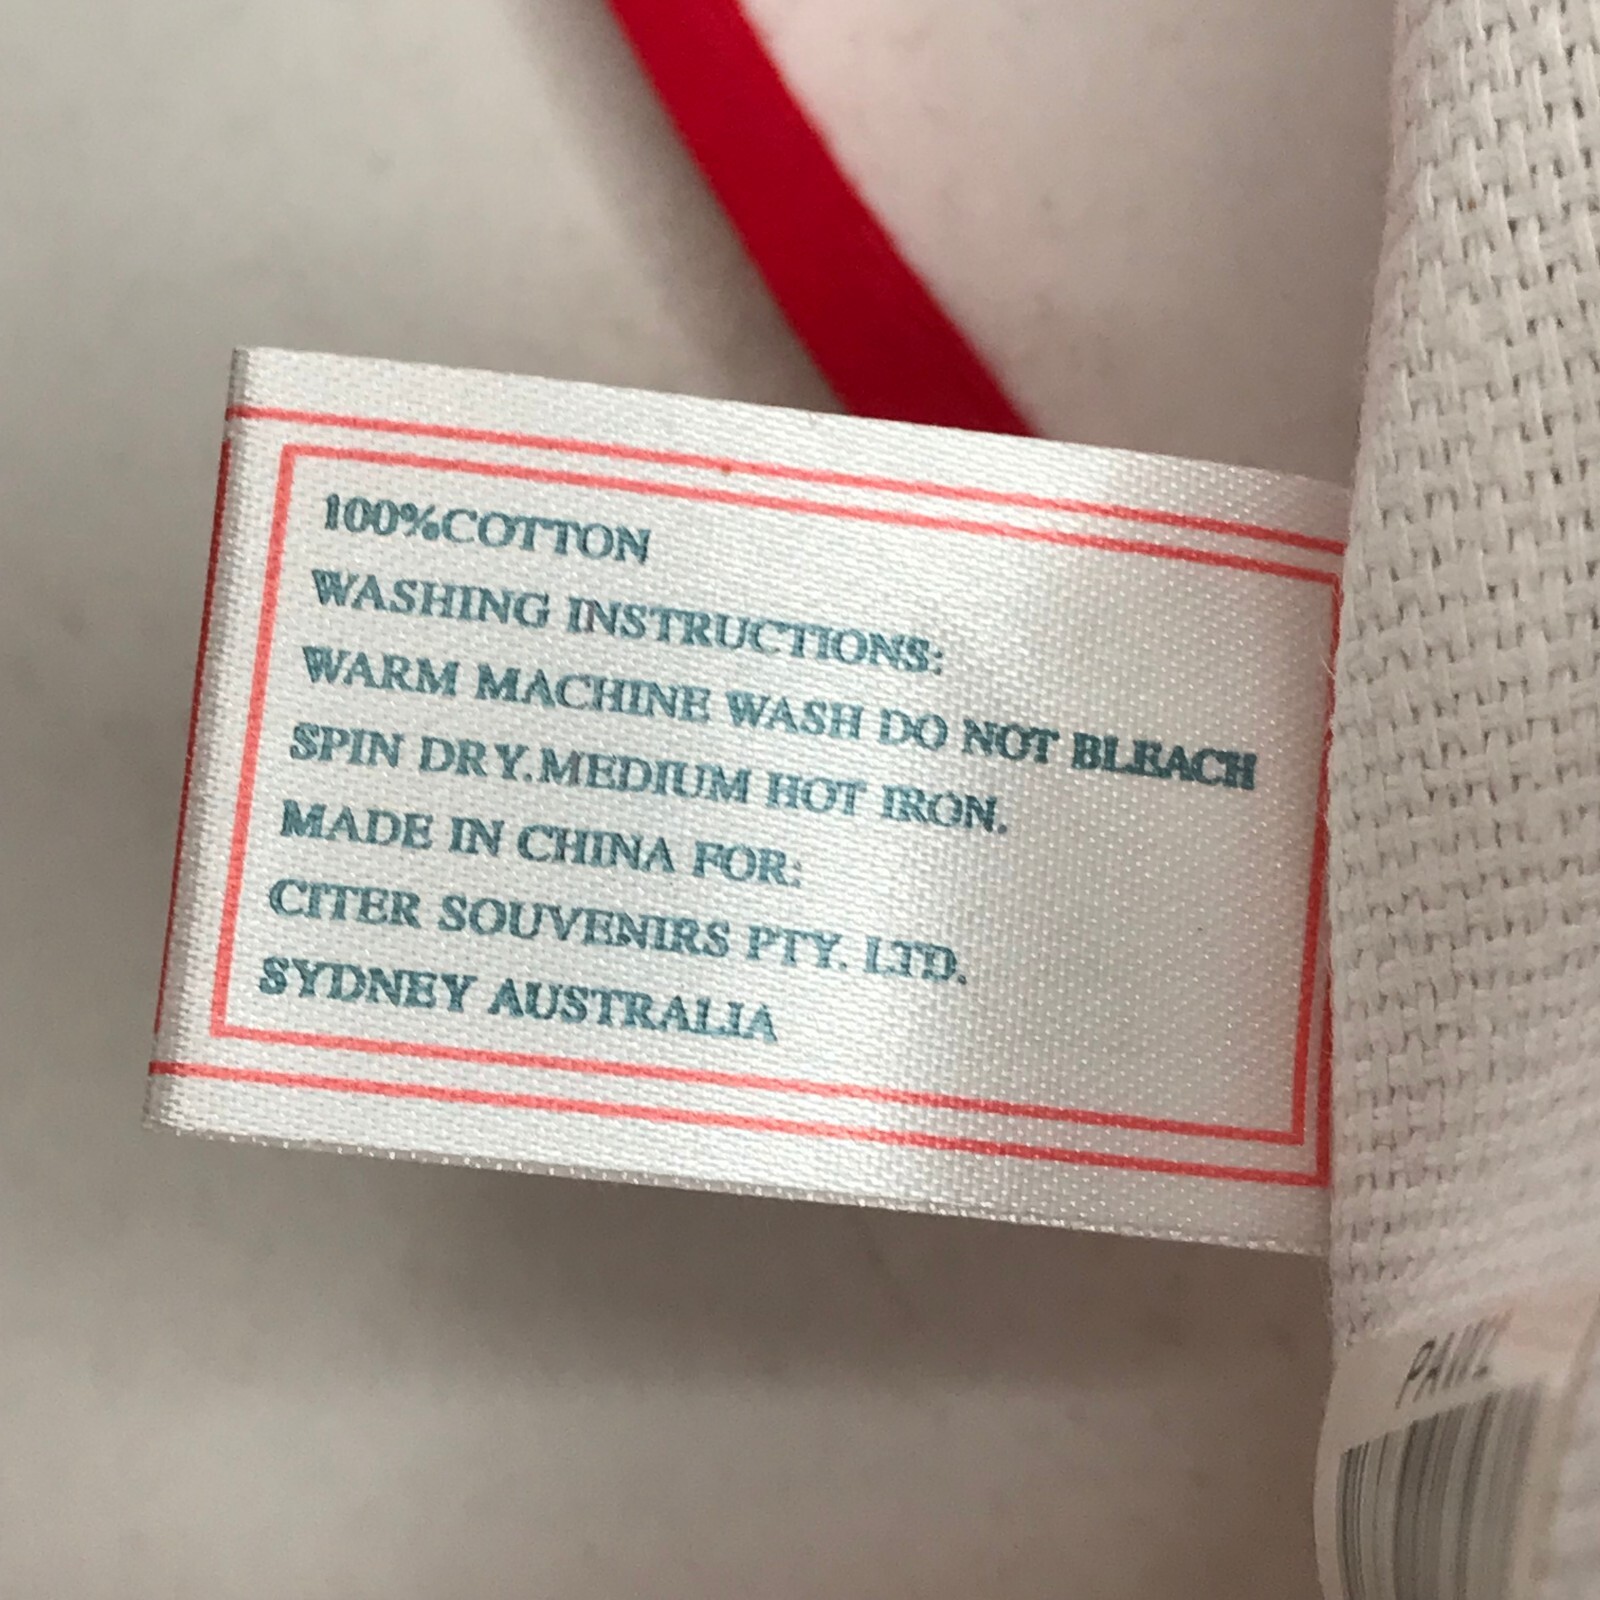 100%COTTON
WASHING INSTRUCTIONS:
WARM MACHINE WASH DO NOT BLEACH
SPIN DRY.MEDIUM HOT IRON.
MADE IN CHINA FOR:
CITER SOUVENIRS PTY. LTD.
SYDNEY AUSTRALIA